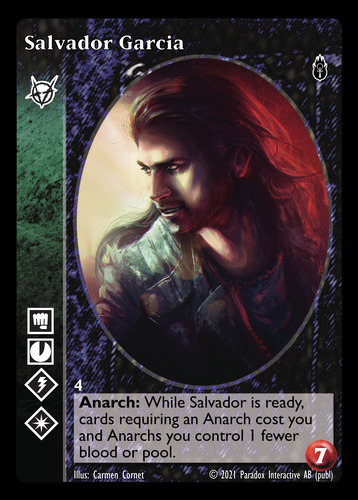 Salvador Garcia
4
Anarch: While Salvador is ready,
cards requiring an Anarch cost you
and Anarchs you control 1 fewer
blood or pool.
7
Illus: Carmen Cornet © 2021 Paradox Interactive AB (publ)